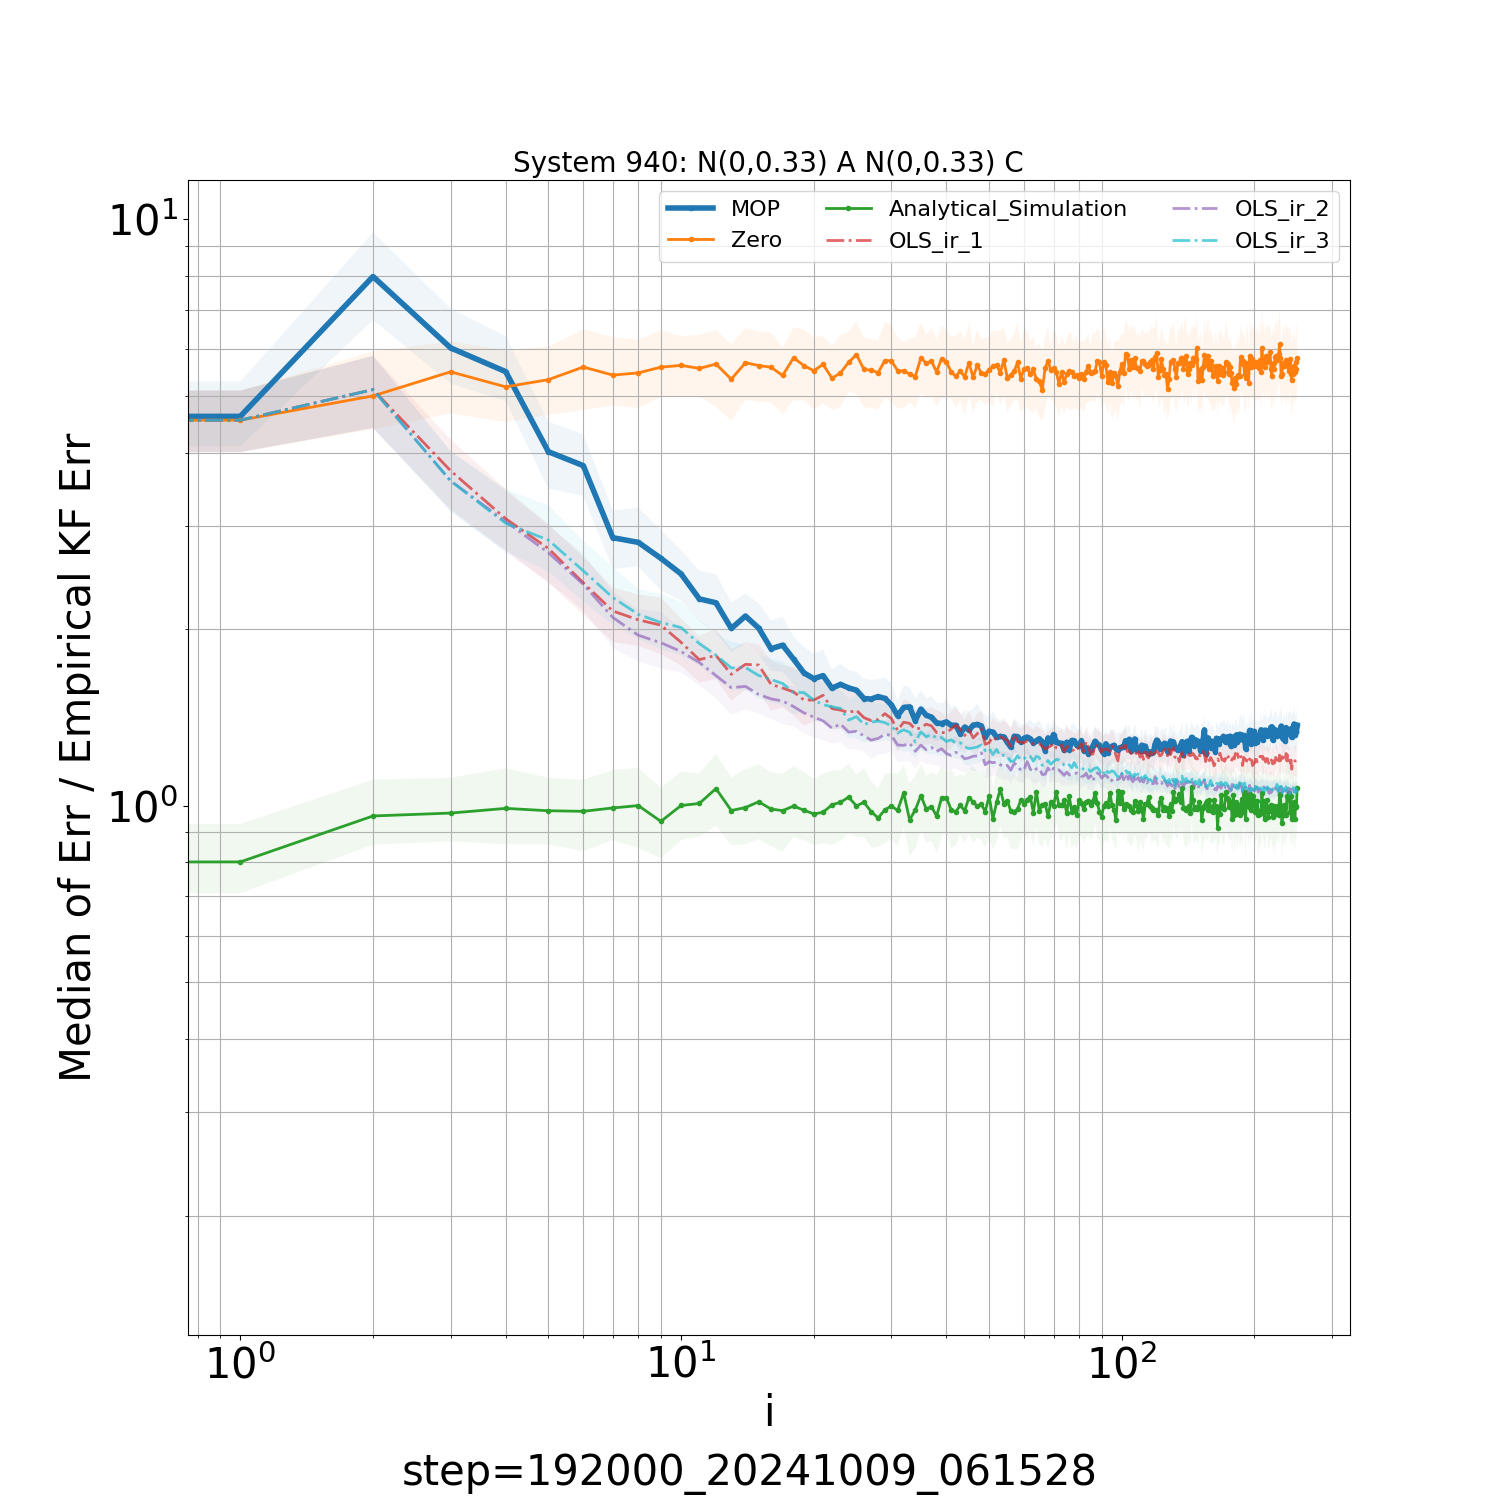 System 940: N(0,0.33) A N(0,0.33) C
MOP
Zero
Analytical_Simulation
OLS_ir_1
OLS_ir_2
OLS_ir_3
Median of Err / Empirical KF Err
10¹
10⁰
10⁰
10¹
10²
i
step=192000_20241009_061528